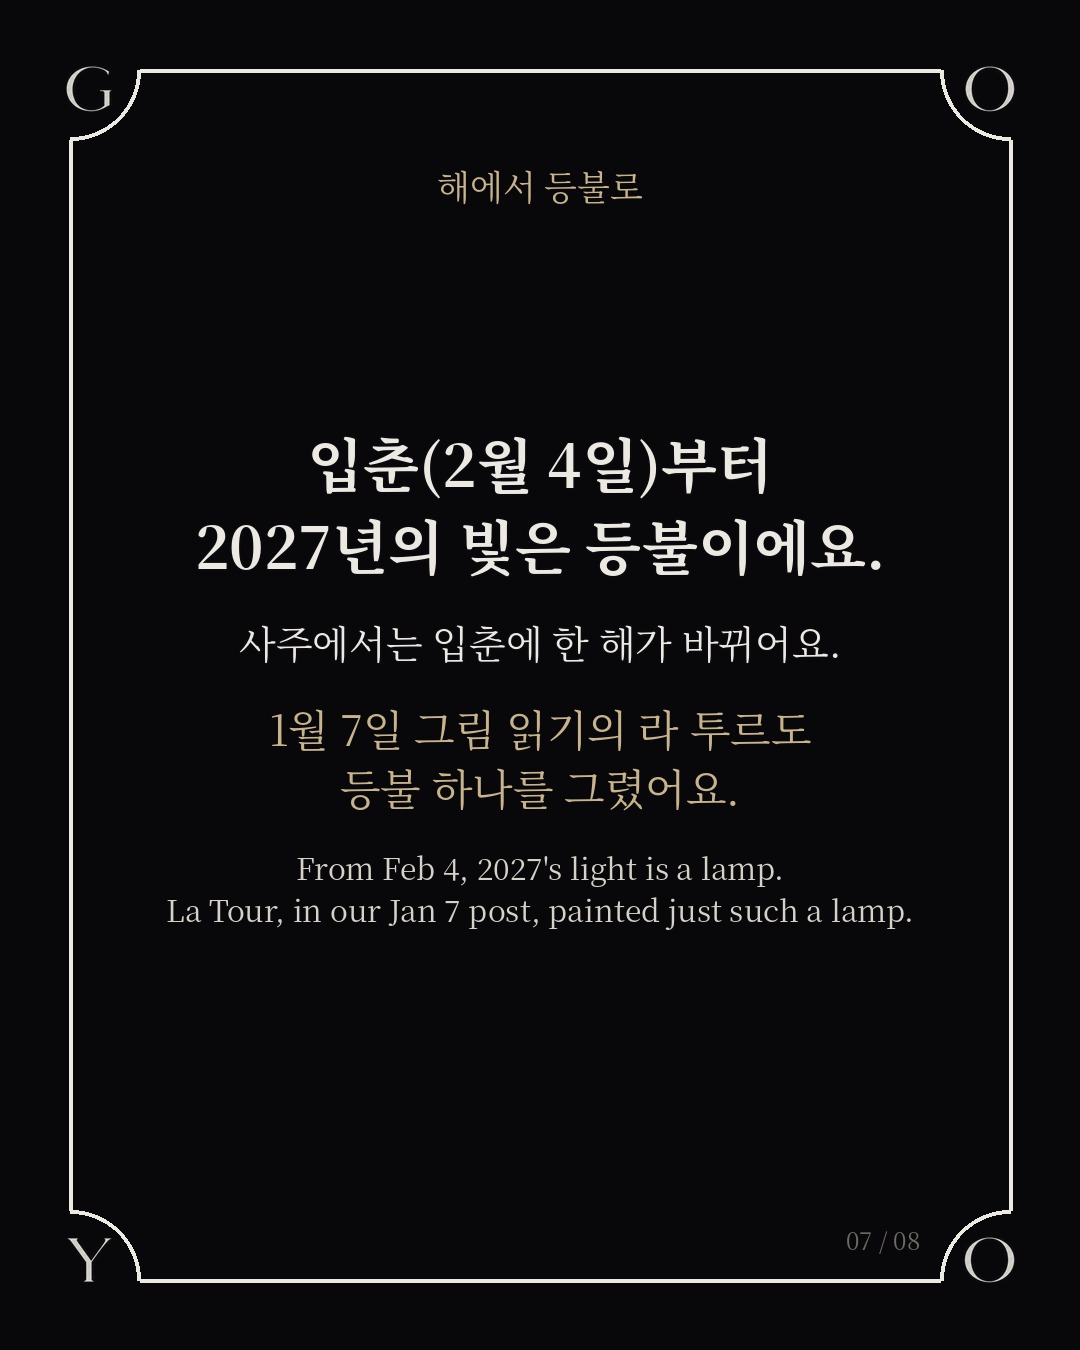 G O
해에서 등불로
입춘(2월 4일)부터
2027년의 빛은 등불이에요.
사주에서는 입춘에 한 해가 바뀌어요.
1월 7일 그림 읽기의 라 투르도
등불 하나를 그렸어요.
From Feb 4, 2027's light is a lamp.
La Tour, in our Jan 7 post, painted just such a lamp.
07 / 08
Y O